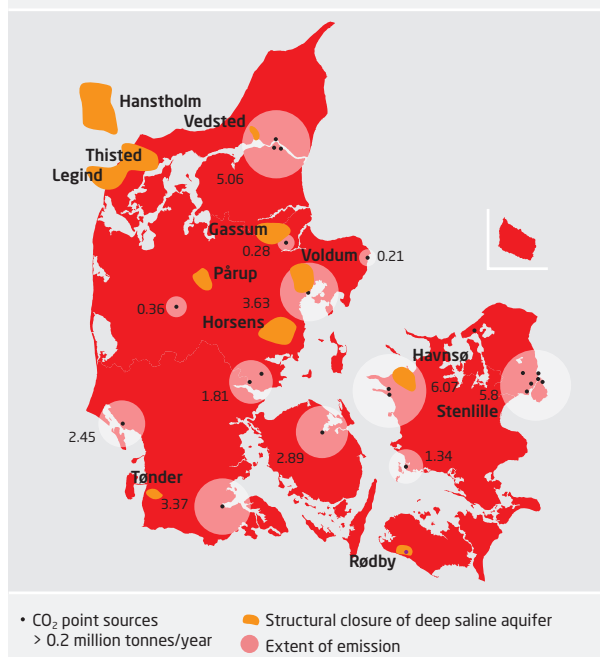 Hanstholm
Vedsted
Thisted
Legind
5.06
Gassum
0.28
Voldum
0.21
Pårup
0.36
3.63
Horsens
Havnsø
1.81
6.07
5.8
Stenlille
2.45
2.89
1.34
Tønder
3.37
Rødby
• CO₂ point sources
> 0.2 million tonnes/year
Structural closure of deep saline aquifer
Extent of emission